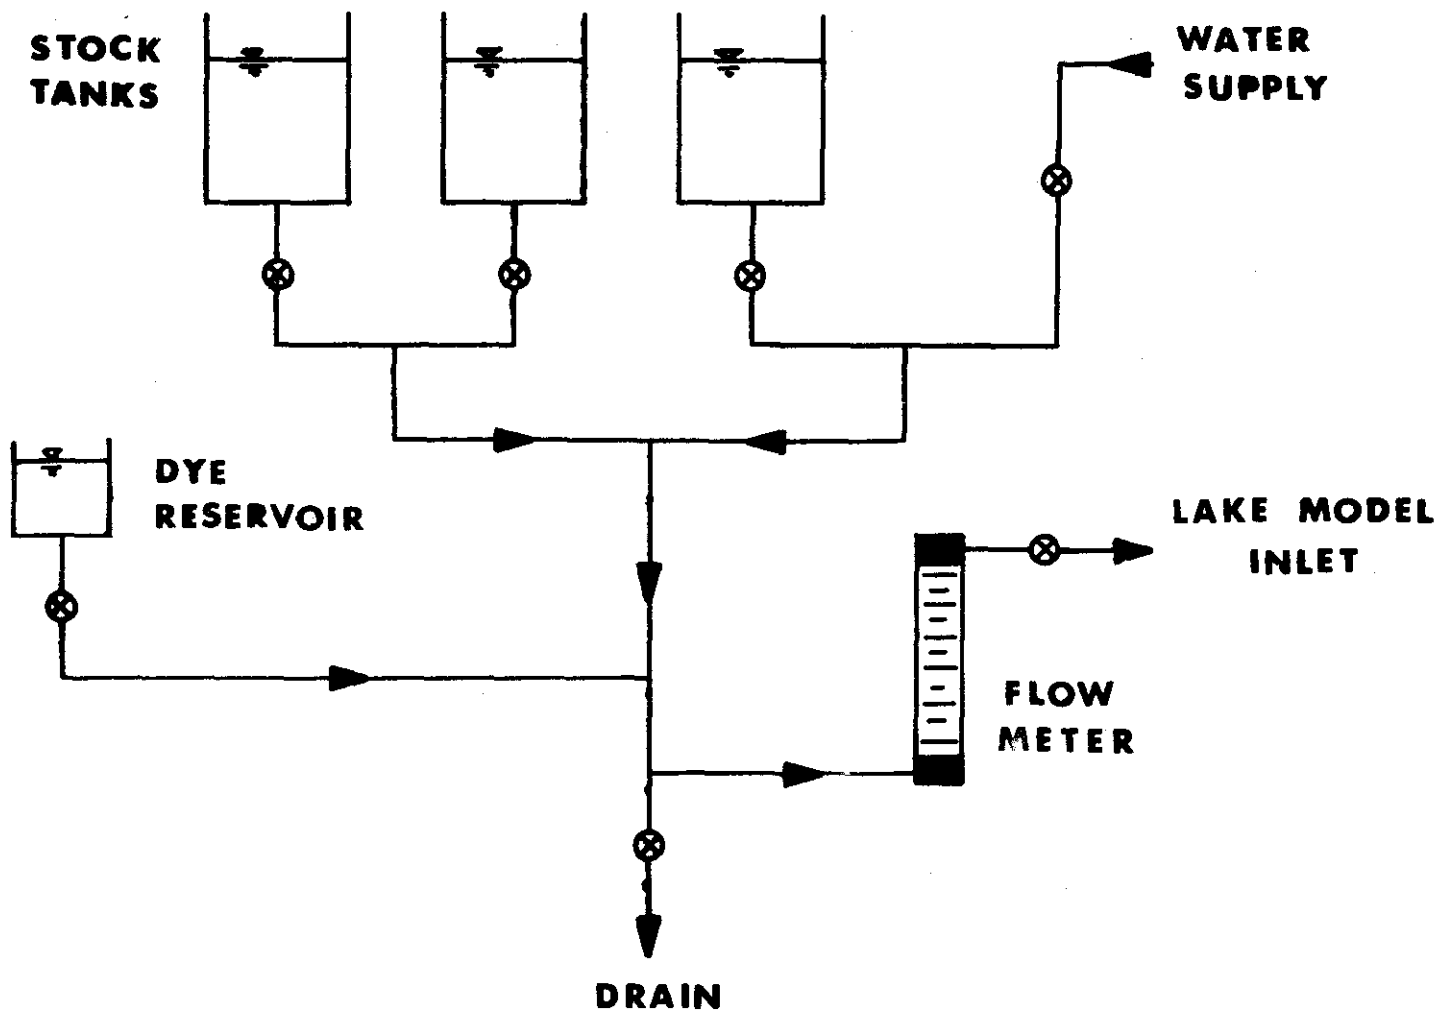 STOCK
TANKS
WATER
SUPPLY
DYE
RESERVOIR
LAKE MODEL
INLET
FLOW
METER
DRAIN